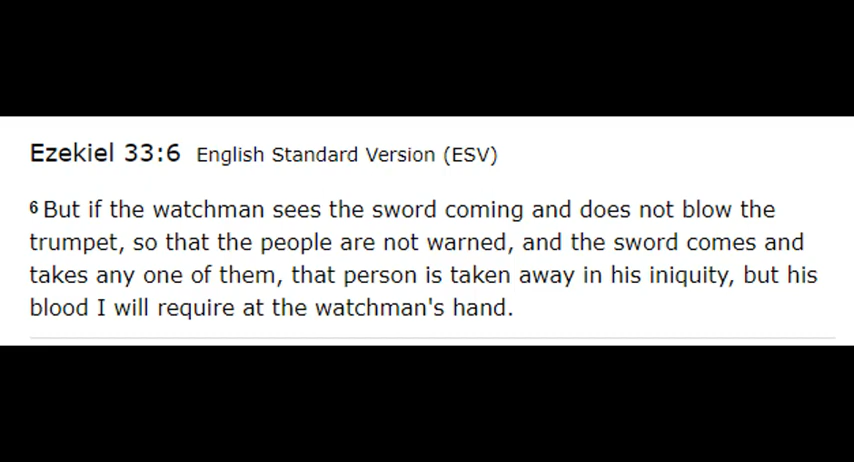 Ezekiel 33:6 English Standard Version (ESV)
6 But if the watchman sees the sword coming and does not blow the
trumpet, so that the people are not warned, and the sword comes and
takes any one of them, that person is taken away in his iniquity, but his
blood I will require at the watchman's hand.